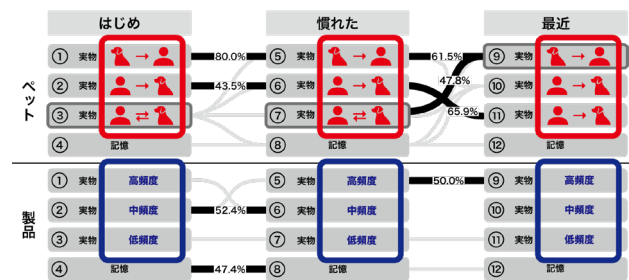 はじめ 慣れた 最近
ペット
① 実物 80.0% ⑤ 実物 61.5% ⑨ 実物
② 実物 43.5% ⑥ 実物 47.8% ⑩ 実物
③ 実物 ⑦ 実物 65.9% ⑪ 実物
④ 記憶 ⑧ 記憶 ⑫ 記憶
製品
① 実物 高頻度 ⑤ 実物 高頻度 50.0% ⑨ 実物 高頻度
② 実物 中頻度 52.4% ⑥ 実物 中頻度 ⑩ 実物 中頻度
③ 実物 低頻度 ⑦ 実物 低頻度 ⑪ 実物 低頻度
④ 記憶 47.4% ⑧ 記憶 ⑫ 記憶